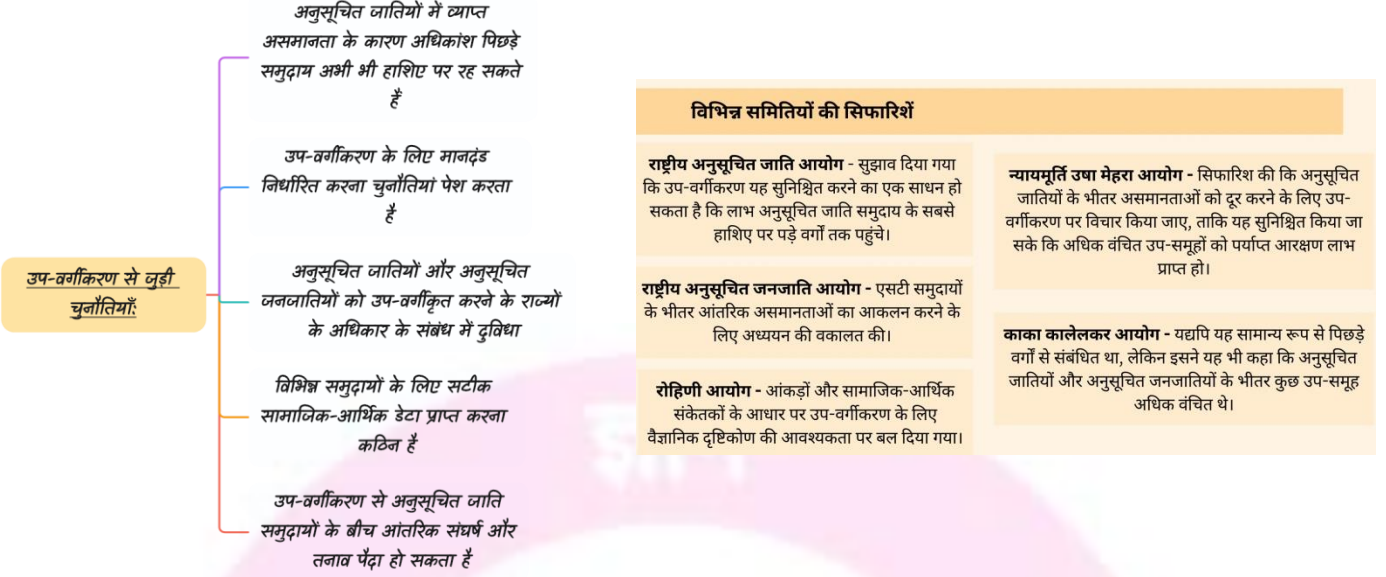 उप-वर्गीकरण से जुड़ी
चुनौतियाँ:
अनुसूचित जातियों में व्याप्त
असमानता के कारण अधिकांश पिछड़े
समुदाय अभी भी हाशिए पर रह सकते
हैं
उप-वर्गीकरण के लिए मानदंड
निर्धारित करना चुनौतियां पेश करता
है
अनुसूचित जातियों और अनुसूचित
जनजातियों को उप-वर्गीकृत करने के राज्यों
के अधिकार के संबंध में दुविधा
विभिन्न समुदायों के लिए सटीक
सामाजिक-आर्थिक डेटा प्राप्त करना
कठिन है
उप-वर्गीकरण से अनुसूचित जाति
समुदायों के बीच आंतरिक संघर्ष और
तनाव पैदा हो सकता है
विभिन्न समितियों की सिफारिशें
राष्ट्रीय अनुसूचित जाति आयोग - सुझाव दिया गया
कि उप-वर्गीकरण यह सुनिश्चित करने का एक साधन हो
सकता है कि लाभ अनुसूचित जाति समुदाय के सबसे
हाशिए पर पड़े वर्गों तक पहुंचे।
राष्ट्रीय अनुसूचित जनजाति आयोग - एसटी समुदायों
के भीतर आंतरिक असमानताओं का आकलन करने के
लिए अध्ययन की वकालत की।
रोहिणी आयोग - आंकड़ों और सामाजिक-आर्थिक
संकेतकों के आधार पर उप-वर्गीकरण के लिए
वैज्ञानिक दृष्टिकोण की आवश्यकता पर बल दिया गया।
न्यायमूर्ति उषा मेहरा आयोग - सिफारिश की कि अनुसूचित
जातियों के भीतर असमानताओं को दूर करने के लिए उप-
वर्गीकरण पर विचार किया जाए, ताकि यह सुनिश्चित किया जा
सके कि अधिक वंचित उप-समूहों को पर्याप्त आरक्षण लाभ
प्राप्त हो।
काका कालेलकर आयोग - यद्यपि यह सामान्य रूप से पिछड़े
वर्गों से संबंधित था, लेकिन इसने यह भी कहा कि अनुसूचित
जातियों और अनुसूचित जनजातियों के भीतर कुछ उप-समूह
अधिक वंचित थे।